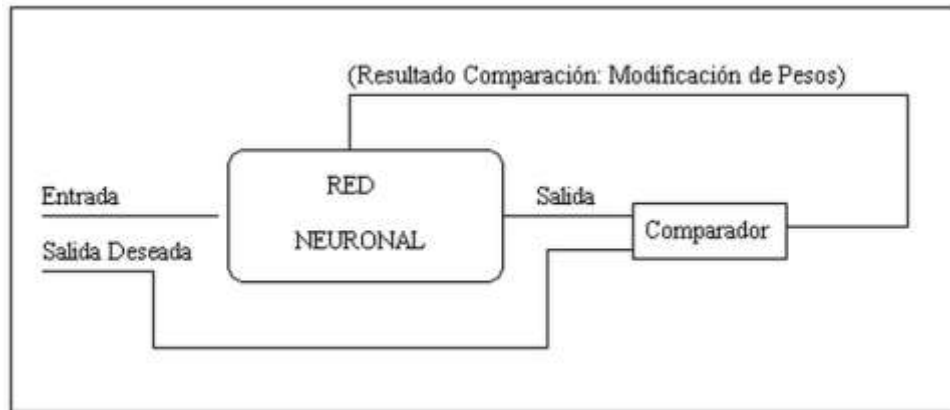 (Resultado Comparación: Modificación de Pesos)
RED
NEURONAL
Entrada
Salida
Comparador
Salida Deseada